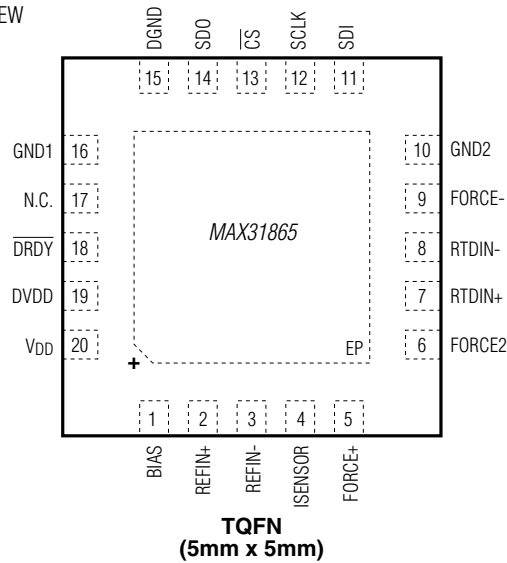 EW
DGND
SDO
CS
SCLK
SDI
15
14
13
12
11
GND1 16
10 GND2
N.C. 17
9 FORCE-
DRDY 18
MAX31865
8 RTDIN-
DVDD 19
7 RTDIN+
VDD 20
EP
6 FORCE2
+
1
2
3
4
5
BIAS
REFIN+
REFIN-
ISENSOR
FORCE+
TQFN
(5mm x 5mm)